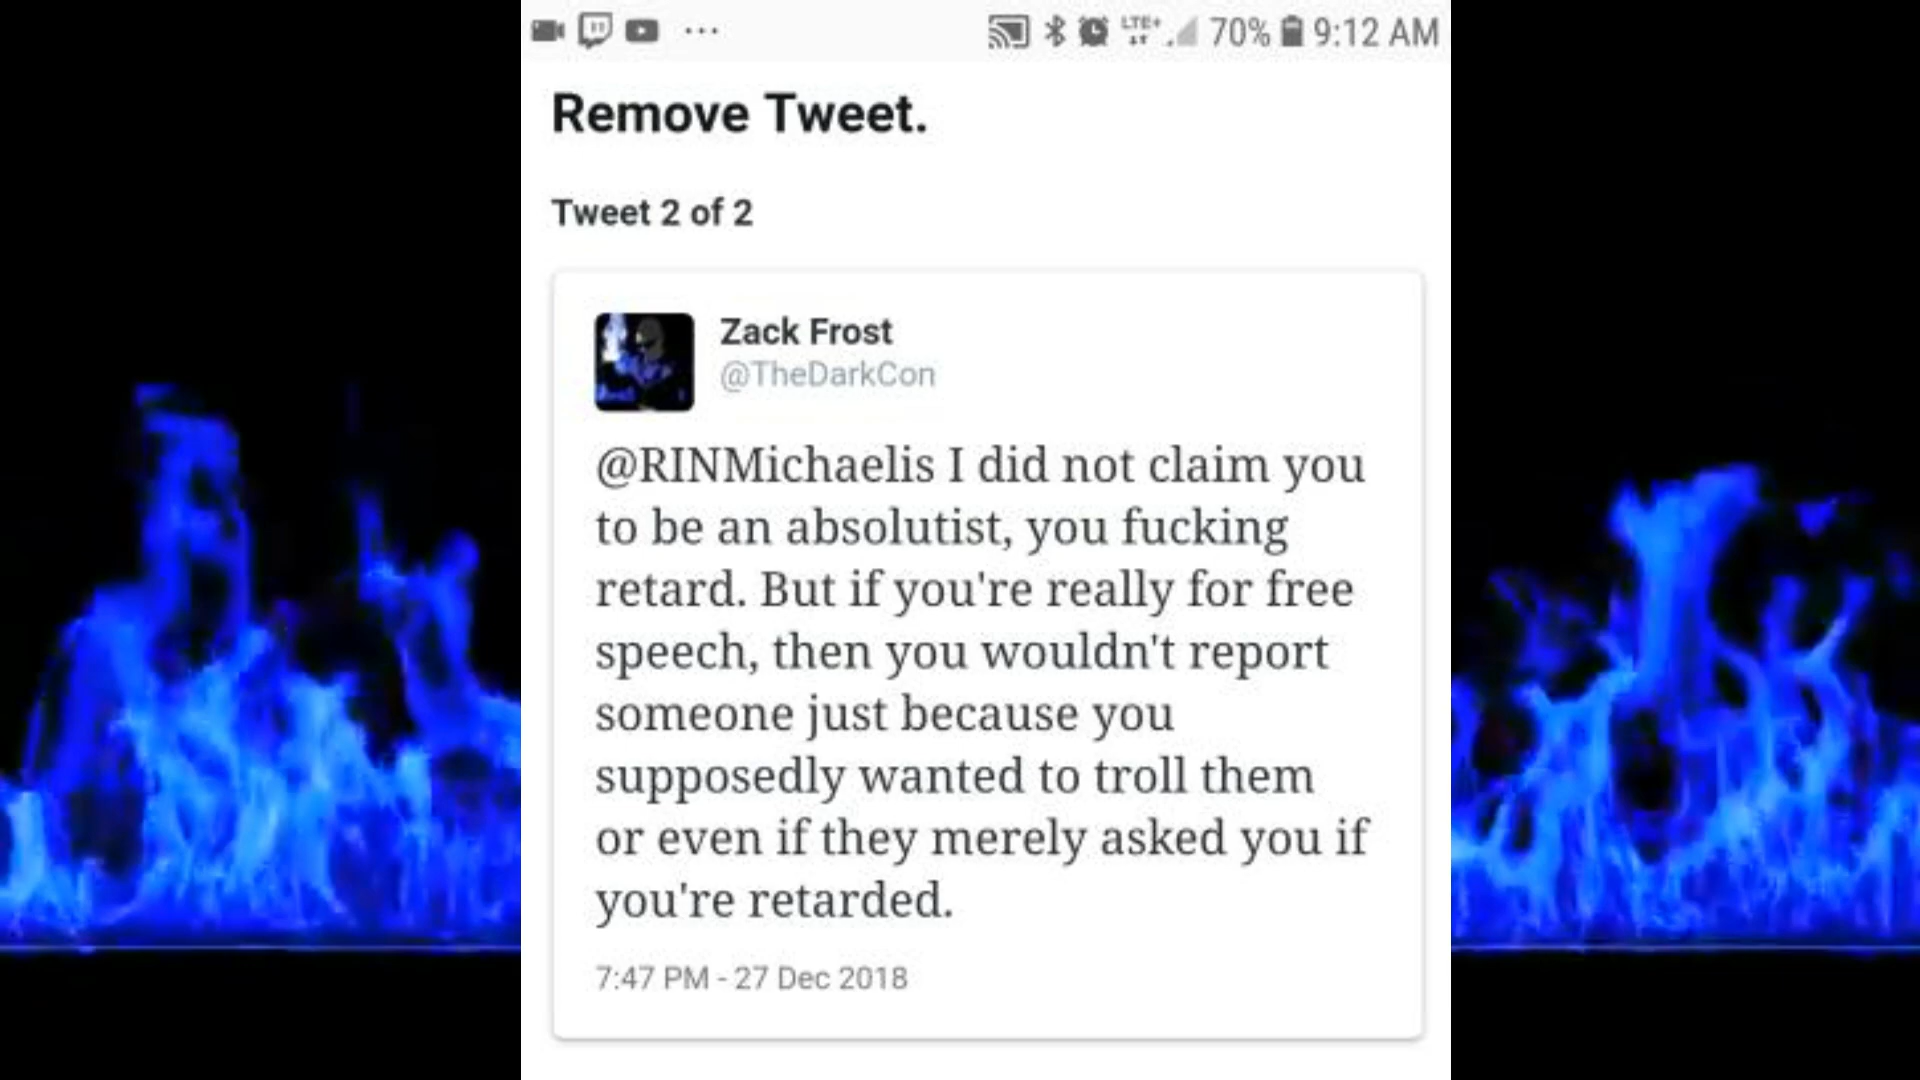 LTE+ 70% 9:12 AM
Remove Tweet.
Tweet 2 of 2
Zack Frost
@TheDarkCon
@RINMichaelis I did not claim you
to be an absolutist, you fucking
retard. But if you're really for free
speech, then you wouldn't report
someone just because you
supposedly wanted to troll them
or even if they merely asked you if
you're retarded.
7:47 PM - 27 Dec 2018